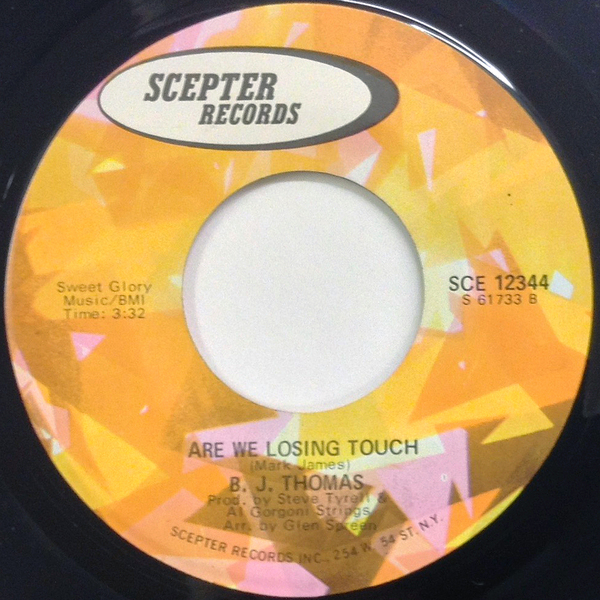 SCEPTER
RECORDS
Sweet Glory
Music/BMI
Time: 3:32
SCE 12344
S 61733 B
ARE WE LOSING TOUCH
(Mark James)
B. J. THOMAS
Prod. by Steve Tyrell &
Al Gorgoni Strings
Arr. by Glen Spreen
SCEPTER RECORDS INC., 254 W. 54 ST. N.Y.